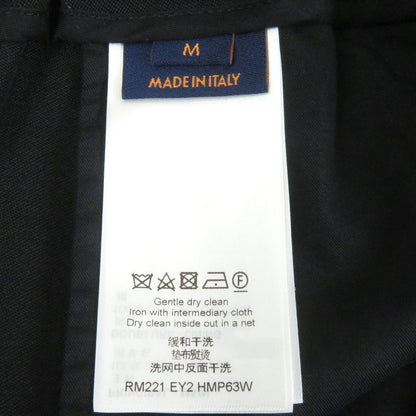 M
MADE IN ITALY
F
Gentle dry clean
Iron with intermediary cloth
Dry clean inside out in a net
缓和干洗
垫布熨烫
洗网中反面干洗
RM221 EY2 HMP63W